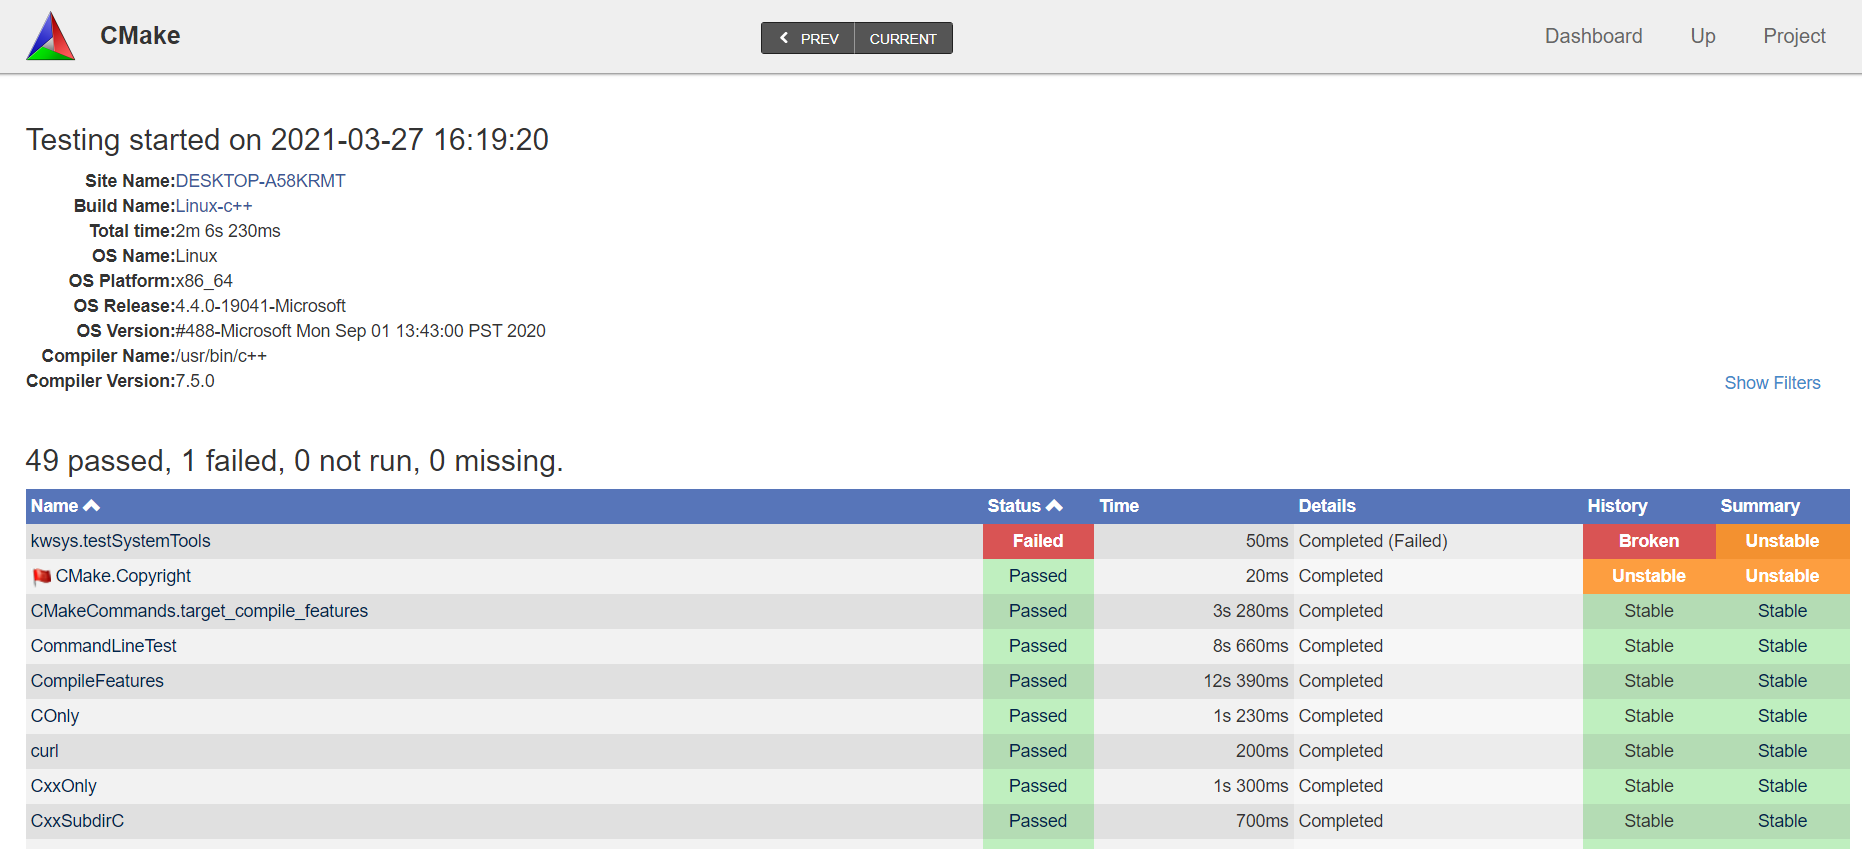 CMake
PREV CURRENT
Dashboard Up Project
Testing started on 2021-03-27 16:19:20
Site Name:DESKTOP-A58KRMT
Build Name:Linux-c++
Total time:2m 6s 230ms
OS Name:Linux
OS Platform:x86_64
OS Release:4.4.0-19041-Microsoft
OS Version:#488-Microsoft Mon Sep 01 13:43:00 PST 2020
Compiler Name:/usr/bin/c++
Compiler Version:7.5.0
Show Filters
49 passed, 1 failed, 0 not run, 0 missing.
Name Status Time Details History Summary
kwsys.testSystemTools Failed 50ms Completed (Failed) Broken Unstable
CMake.Copyright Passed 20ms Completed Unstable Unstable
CMakeCommands.target_compile_features Passed 3s 280ms Completed Stable Stable
CommandLineTest Passed 8s 660ms Completed Stable Stable
CompileFeatures Passed 12s 390ms Completed Stable Stable
COnly Passed 1s 230ms Completed Stable Stable
curl Passed 200ms Completed Stable Stable
CxxOnly Passed 1s 300ms Completed Stable Stable
CxxSubdirC Passed 700ms Completed Stable Stable